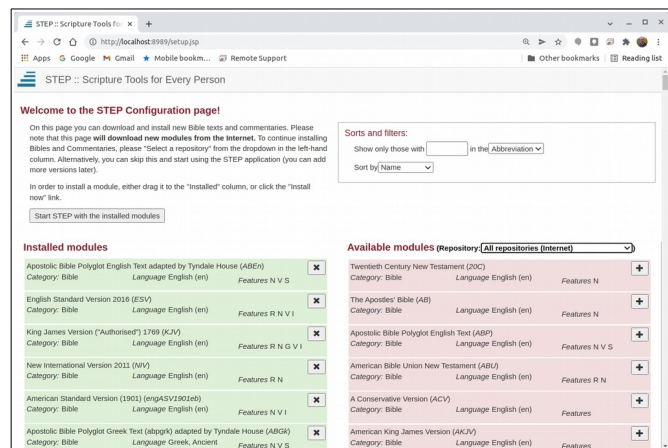 STEP :: Scripture Tools for
http://localhost:8989/setup.jsp
Apps Google Gmail Mobile bookm... Remote Support Other bookmarks Reading list
STEP :: Scripture Tools for Every Person
Welcome to the STEP Configuration page!
On this page you can download and install new Bible texts and commentaries. Please
note that this page will download new modules from the Internet. To continue installing
Bibles and Commentaries, please "Select a repository" from the dropdown in the left-hand
column. Alternatively, you can skip this and start using the STEP application (you can add
more versions later).
In order to install a module, either drag it to the "Installed" column, or click the "Install
now" link.
Start STEP with the installed modules
Sorts and filters:
Show only those with in the Abbreviation
Sort by Name
Installed modules
Apostolic Bible Polyglot English Text adapted by Tyndale House (ABEn)
Category: Bible Language English (en) Features N V S
English Standard Version 2016 (ESV)
Category: Bible Language English (en) Features R N V I
King James Version ("Authorised") 1769 (KJV)
Category: Bible Language English (en) Features R N G V I
New International Version 2011 (NIV)
Category: Bible Language English (en) Features R N
American Standard Version (1901) (engASV1901eb)
Category: Bible Language English (en) Features N V I
Apostolic Bible Polyglot Greek Text (abpgrk) adapted by Tyndale House (ABGk)
Category: Bible Language Greek, Ancient Features N V S
Available modules (Repository: All repositories (Internet) )
Twentieth Century New Testament (20C)
Category: Bible Language English (en) Features N
The Apostles' Bible (AB)
Category: Bible Language English (en) Features N
Apostolic Bible Polyglot English Text (ABP)
Category: Bible Language English (en) Features N V S
American Bible Union New Testament (ABU)
Category: Bible Language English (en) Features R N
A Conservative Version (ACV)
Category: Bible Language English (en) Features
American King James Version (AKJV)
Category: Bible Language English (en) Features